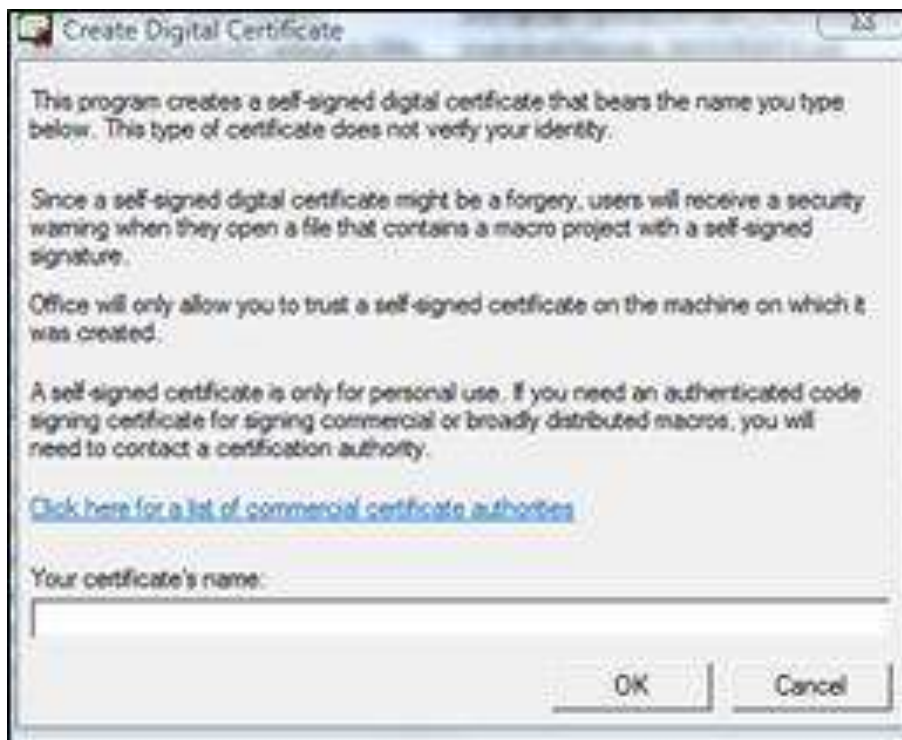 Create Digital Certificate
This program creates a self-signed digital certificate that bears the name you type
below. This type of certificate does not verify your identity.
Since a self-signed digital certificate might be a forgery, users will receive a security
warning when they open a file that contains a macro project with a self-signed
signature.
Office will only allow you to trust a self-signed certificate on the machine on which it
was created.
A self-signed certificate is only for personal use. If you need an authenticated code
signing certificate for signing commercial or broadly distributed macros, you will
need to contact a certification authority.
Click here for a list of commercial certificate authorities
Your certificate's name:
OK
Cancel